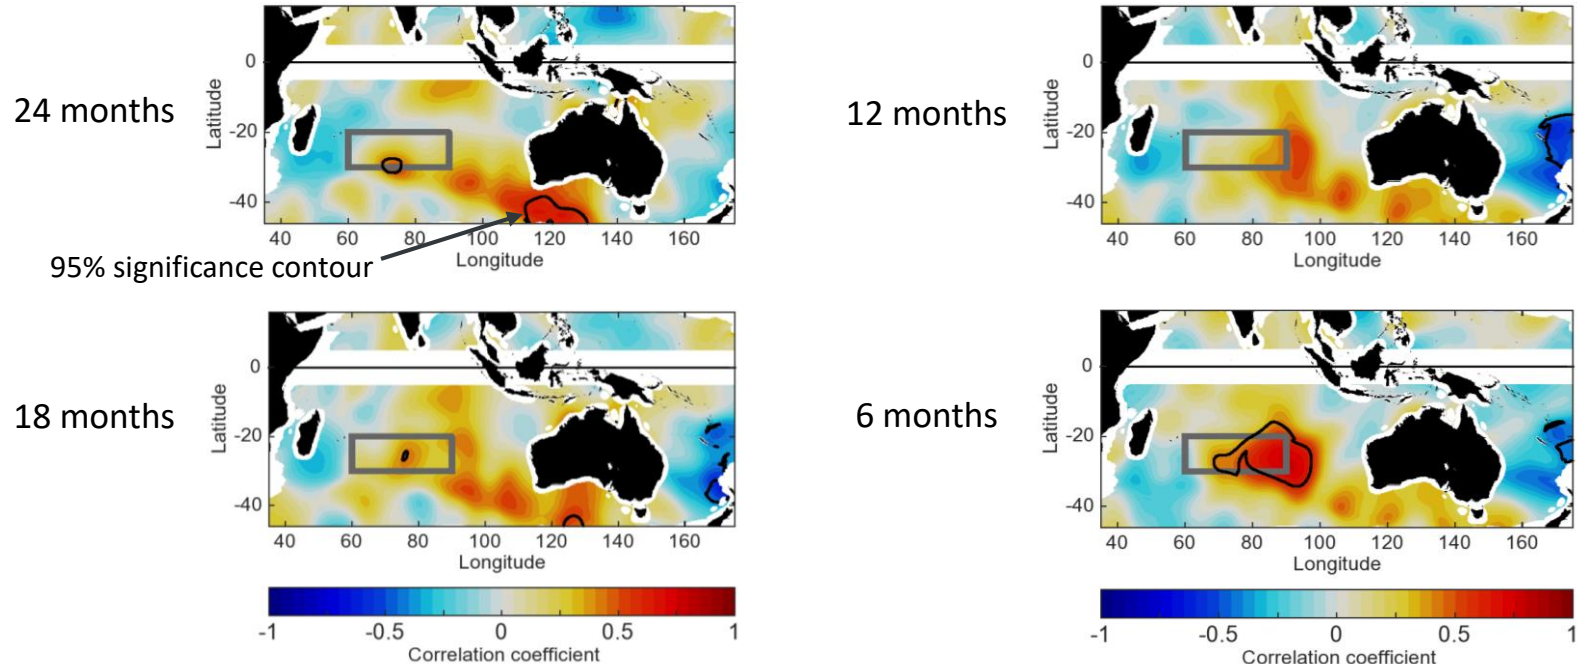 24 months
Latitude
0
-20
-40
40 60 80 100 120 140 160
Longitude
95% significance contour
12 months
Latitude
0
-20
-40
40 60 80 100 120 140 160
Longitude
18 months
Latitude
0
-20
-40
40 60 80 100 120 140 160
Longitude
-1 -0.5 0 0.5 1
Correlation coefficient
6 months
Latitude
0
-20
-40
40 60 80 100 120 140 160
Longitude
-1 -0.5 0 0.5 1
Correlation coefficient